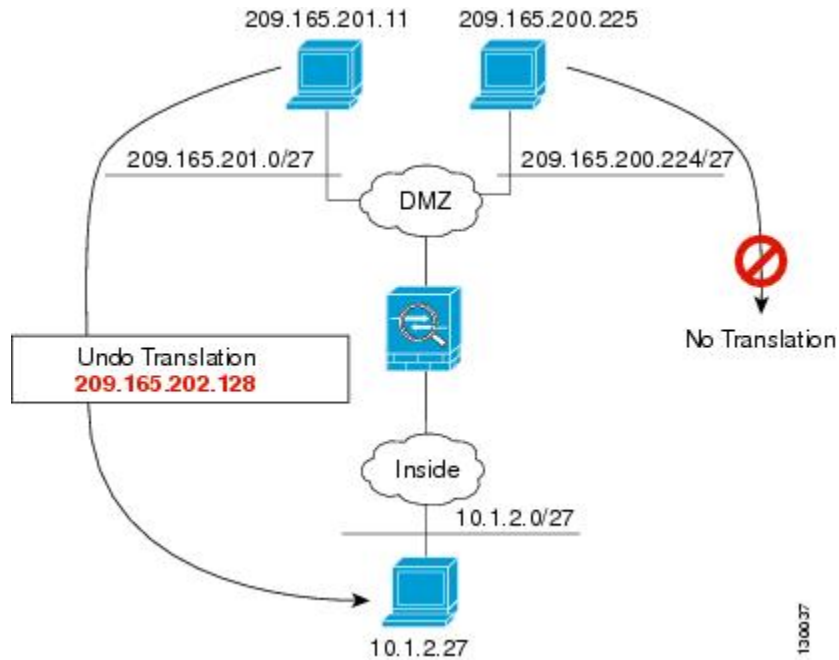 209.165.201.11
209.165.200.225
209.165.201.0/27
209.165.200.224/27
DMZ
No Translation
Undo Translation
209.165.202.128
Inside
10.1.2.0/27
10.1.2.27
130037